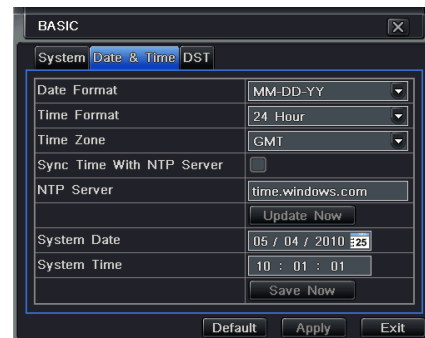 BASIC
System Date & Time DST
Date Format MM-DD-YY
Time Format 24 Hour
Time Zone GMT
Sync Time With NTP Server
NTP Server time.windows.com
Update Now
System Date 05 / 04 / 2010 25
System Time 10 : 01 : 01
Save Now
Default Apply Exit